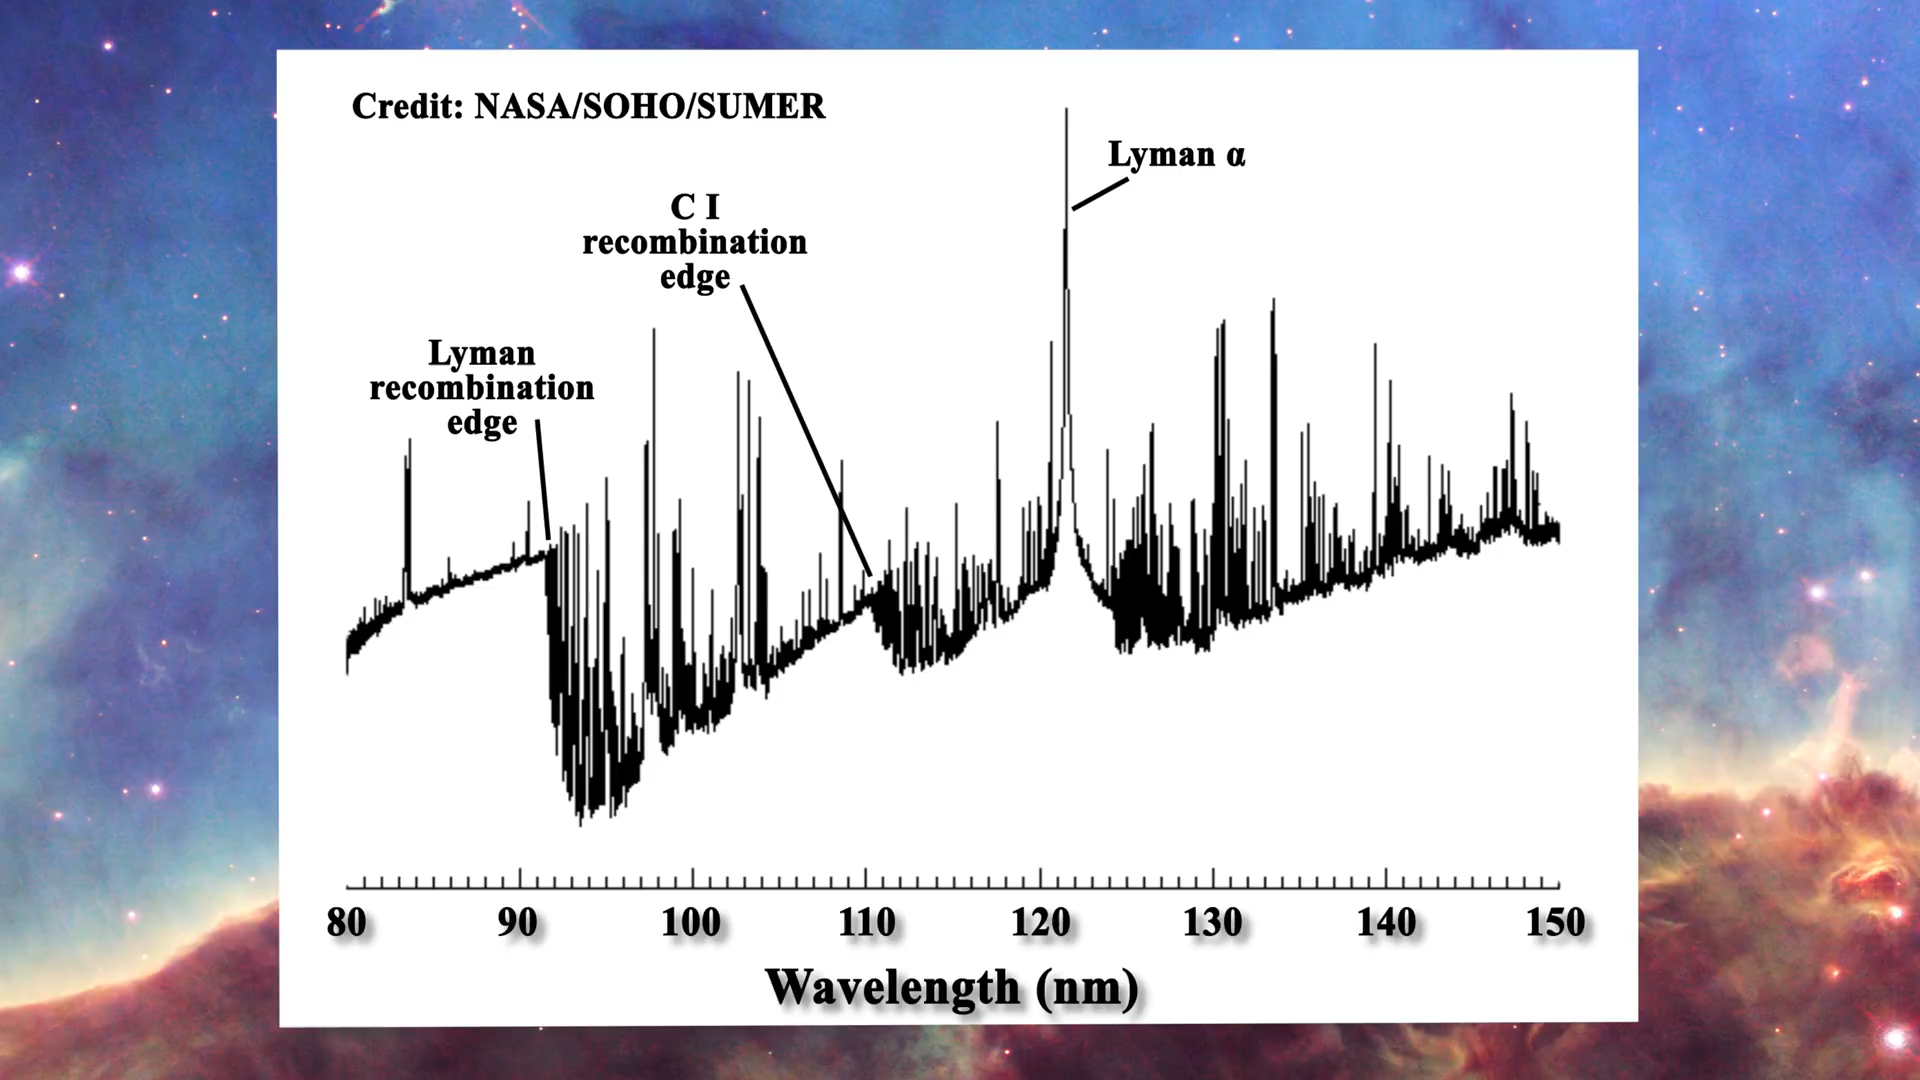 Credit: NASA/SOHO/SUMER
Lyman α
C I
recombination
edge
Lyman
recombination
edge
80 90 100 110 120 130 140 150
Wavelength (nm)